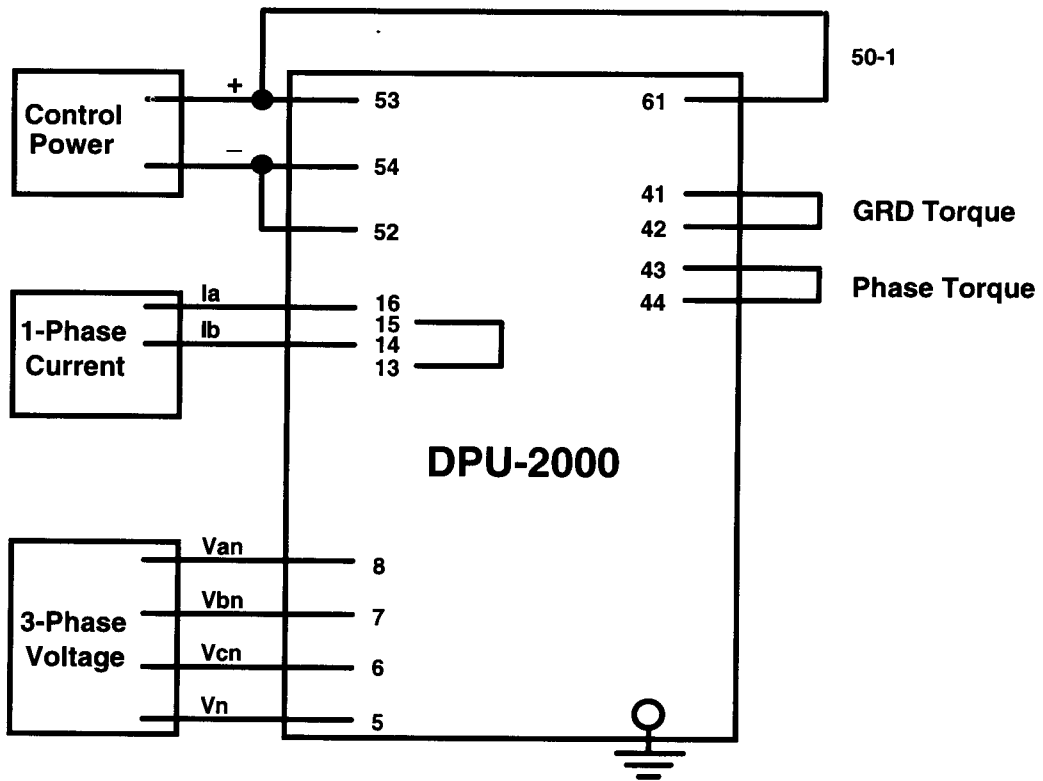 50-1
Control
Power
+
−
53
54
52
61
41
42
GRD Torque
43
44
Phase Torque
1-Phase
Current
Ia
Ib
16
15
14
13
DPU-2000
3-Phase
Voltage
Van
Vbn
Vcn
Vn
8
7
6
5